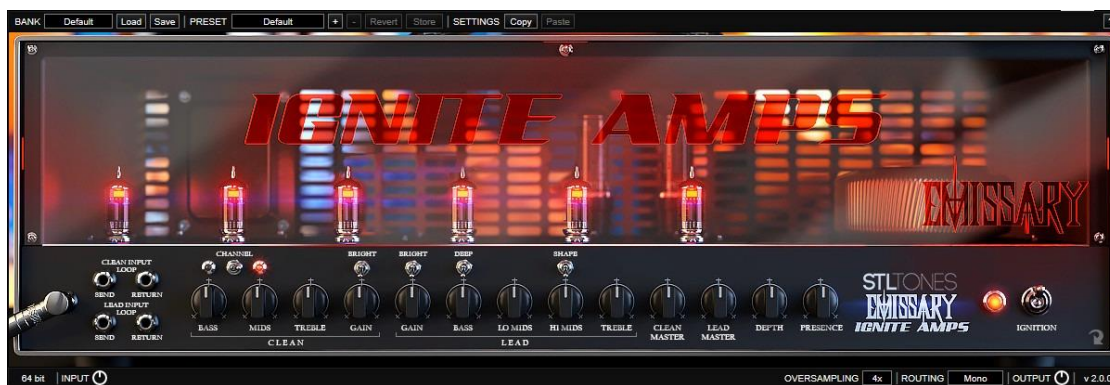 BANK Default Load Save PRESET Default + - Revert Store SETTINGS Copy Paste
IGNITE AMPS
EMISSARY
CLEAN INPUT
LOOP
SEND RETURN
LEAD INPUT
LOOP
SEND RETURN
CHANNEL BRIGHT BRIGHT DEEP SHAPE
BASS MIDS TREBLE GAIN GAIN BASS LO MIDS HI MIDS TREBLE CLEAN MASTER LEAD MASTER DEPTH PRESENCE
CLEAN LEAD
STLTONES
EMISSARY
IGNITE AMPS
IGNITION
64 bit INPUT OVERSAMPLING 4x ROUTING Mono OUTPUT v 2.0.0